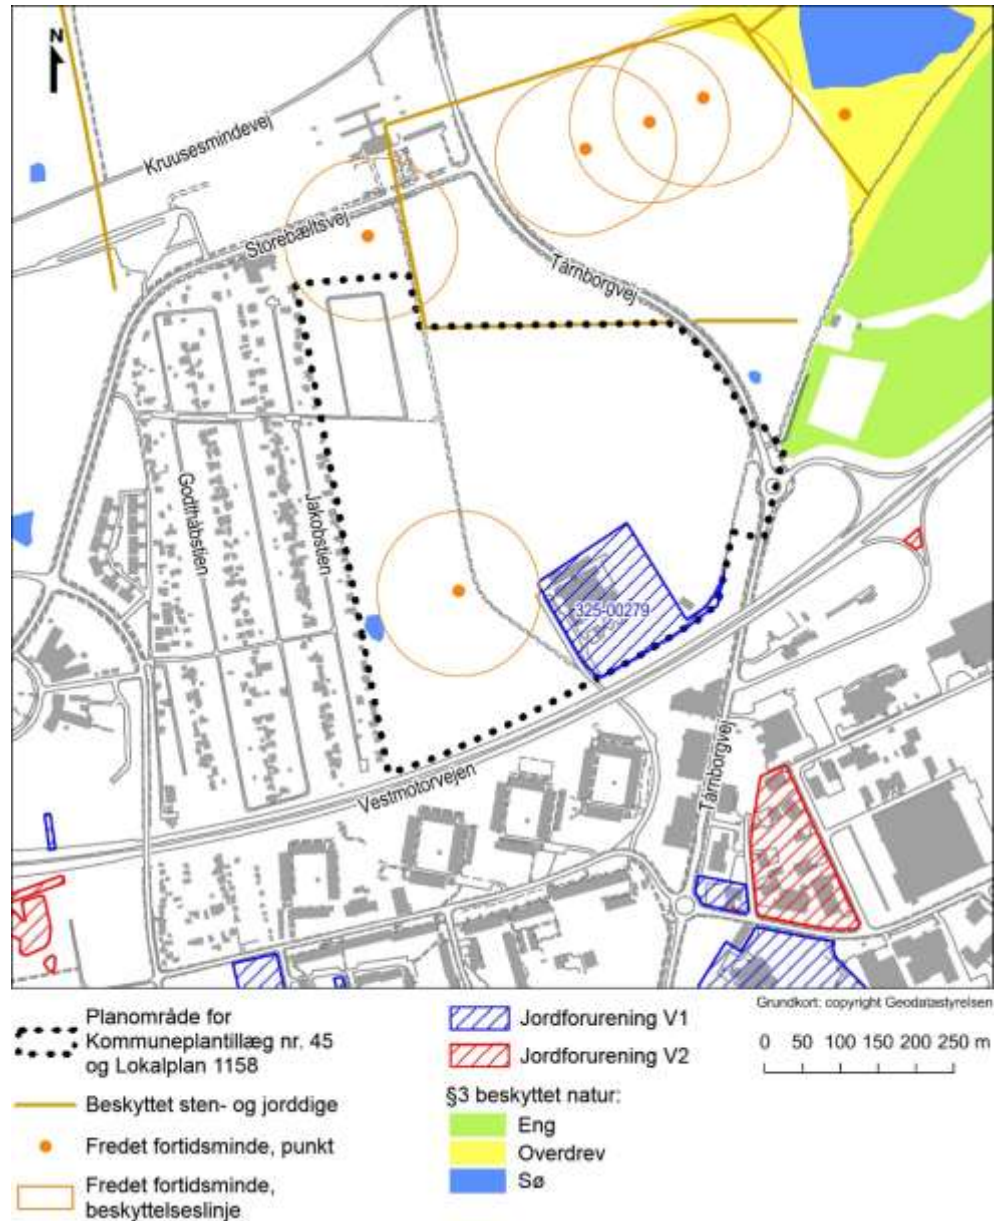 N
Kruusesmindevej
Storebæltsvej
Tårnborgvej
Godthåbstien
Jakobstien
325-00279
Vestmotorvejen
Tårnborgvej
Grundkort: copyright Geodatastyrelsen
Planområde for
Kommuneplantillæg nr. 45
og Lokalplan 1158
Beskyttet sten- og jorddige
Fredet fortidsminde, punkt
Fredet fortidsminde,
beskyttelseslinje
Jordforurening V1
Jordforurening V2
§3 beskyttet natur:
Eng
Overdrev
Sø
0 50 100 150 200 250 m